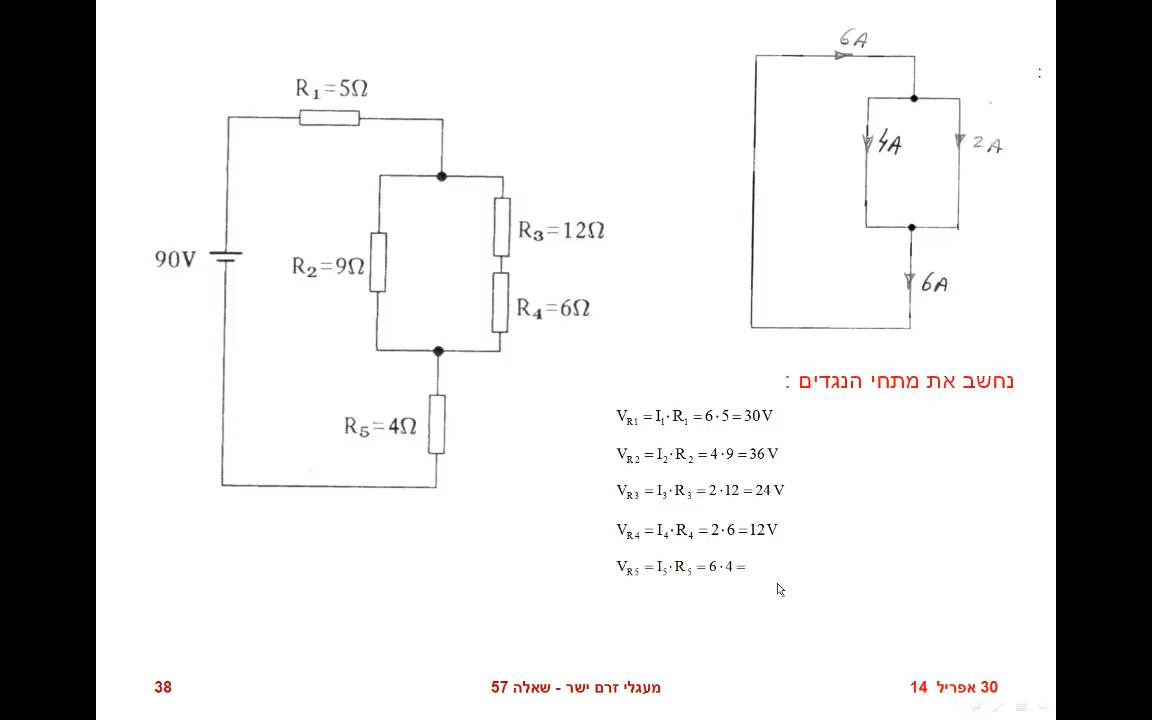 6A
:
R₁=5Ω
4A
2A
90V
R₂=9Ω
R₃=12Ω
R₄=6Ω
6A
R₅=4Ω
נחשב את מתחי הנגדים :
V_R1 = I₁·R₁ = 6·5 = 30V
V_R2 = I₂·R₂ = 4·9 = 36V
V_R3 = I₃·R₃ = 2·12 = 24V
V_R4 = I₄·R₄ = 2·6 = 12V
V_R5 = I₅·R₅ = 6·4 =
30 אפריל 14
מעגלי זרם ישר - שאלה 57
38